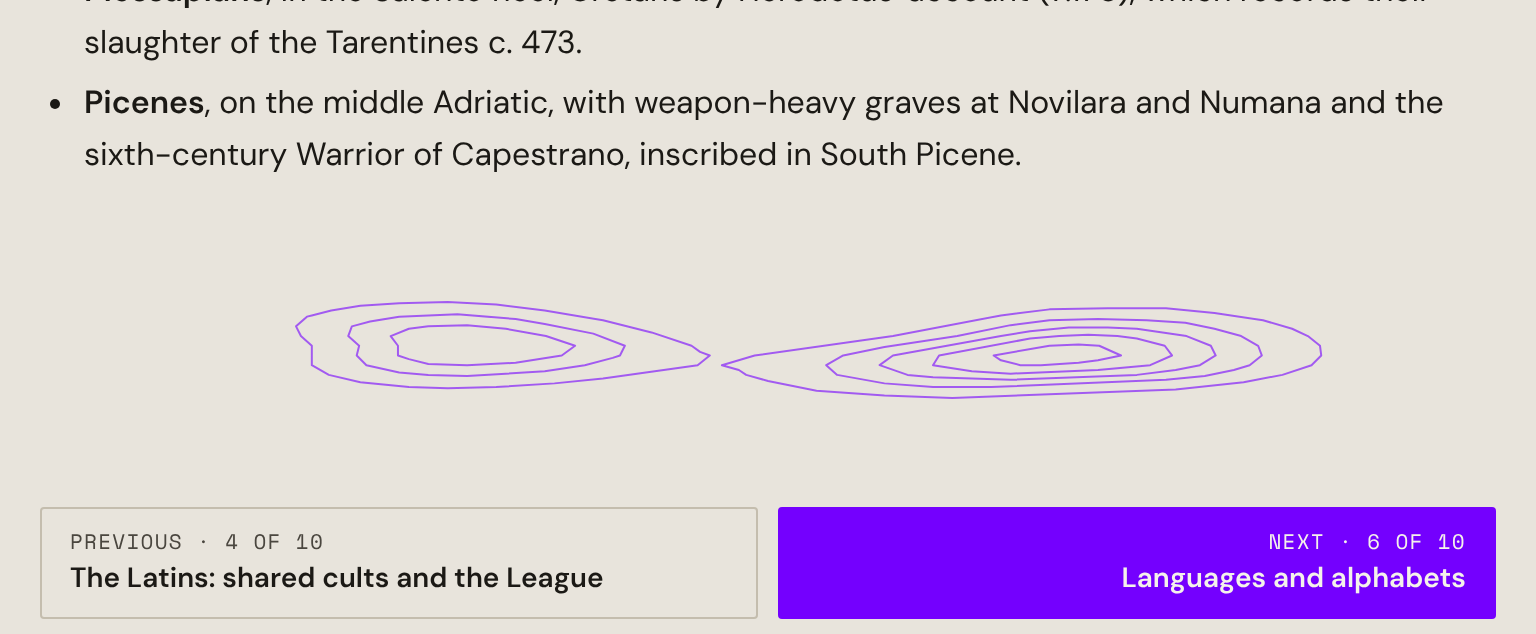 slaughter of the Tarentines c. 473.
• Picenes, on the middle Adriatic, with weapon-heavy graves at Novilara and Numana and the
sixth-century Warrior of Capestrano, inscribed in South Picene.
PREVIOUS · 4 OF 10
The Latins: shared cults and the League
NEXT · 6 OF 10
Languages and alphabets